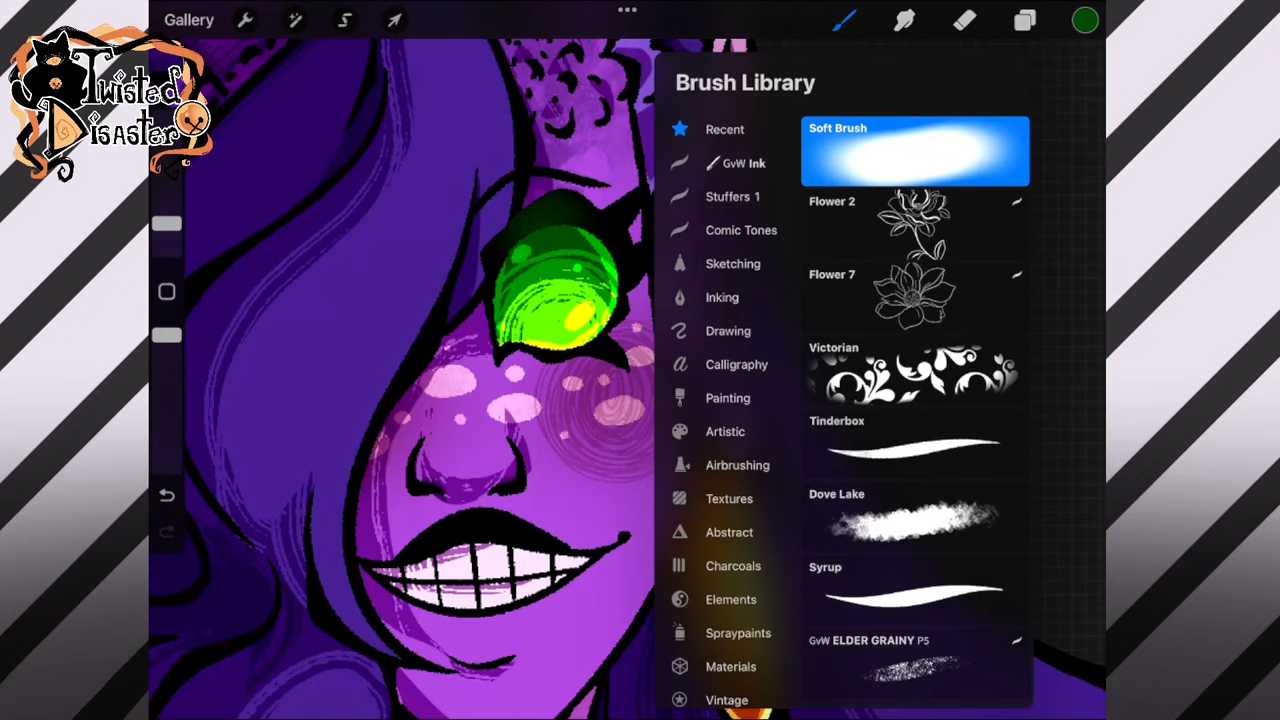 Gallery
Twisted
Disaster
Brush Library
Recent
GvW Ink
Stuffers 1
Comic Tones
Sketching
Inking
Drawing
Calligraphy
Painting
Artistic
Airbrushing
Textures
Abstract
Charcoals
Elements
Spraypaints
Materials
Vintage
Soft Brush
Flower 2
Flower 7
Victorian
Tinderbox
Dove Lake
Syrup
GvW ELDER GRAINY P5